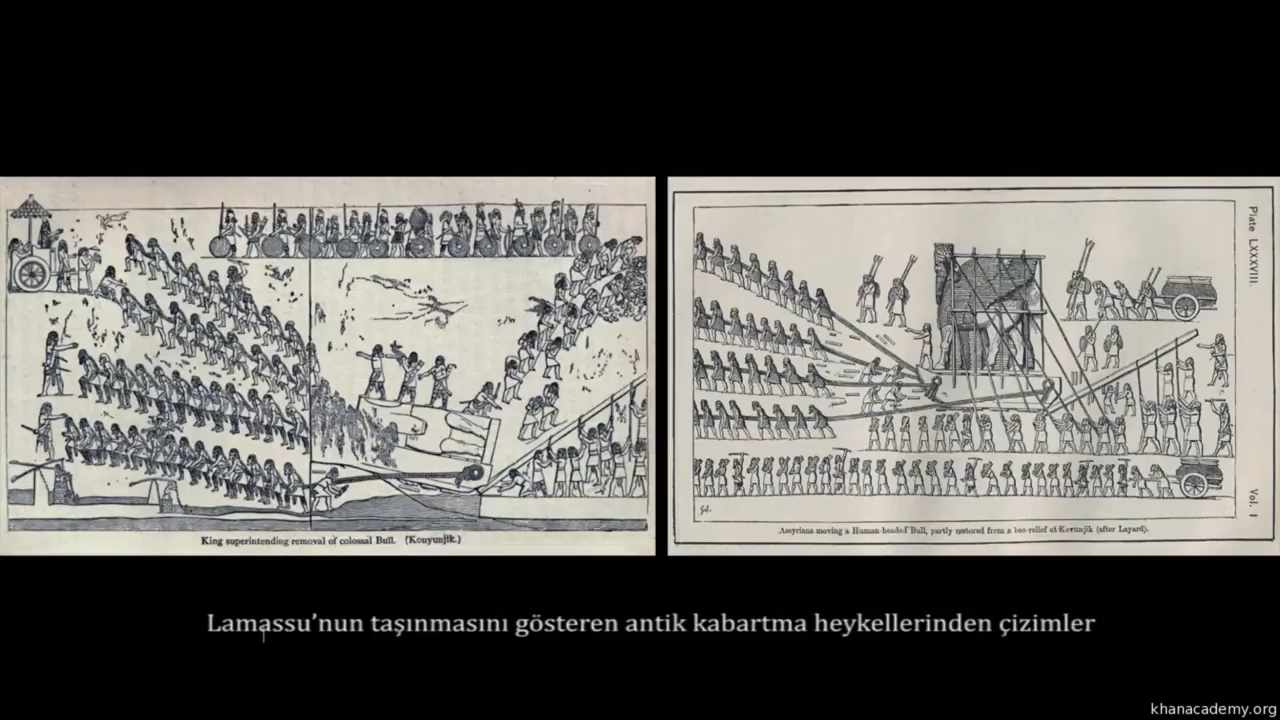 King superintending removal of colossal Bull. (Kouyunjik.)
Plate LXXXVIII.
Vol. I
Assyrians moving a Human-headed Bull, partly restored from a bas-relief at Kouyunjik (after Layard).
Lamassu’nun taşınmasını gösteren antik kabartma heykellerinden çizimler
khanacademy.org